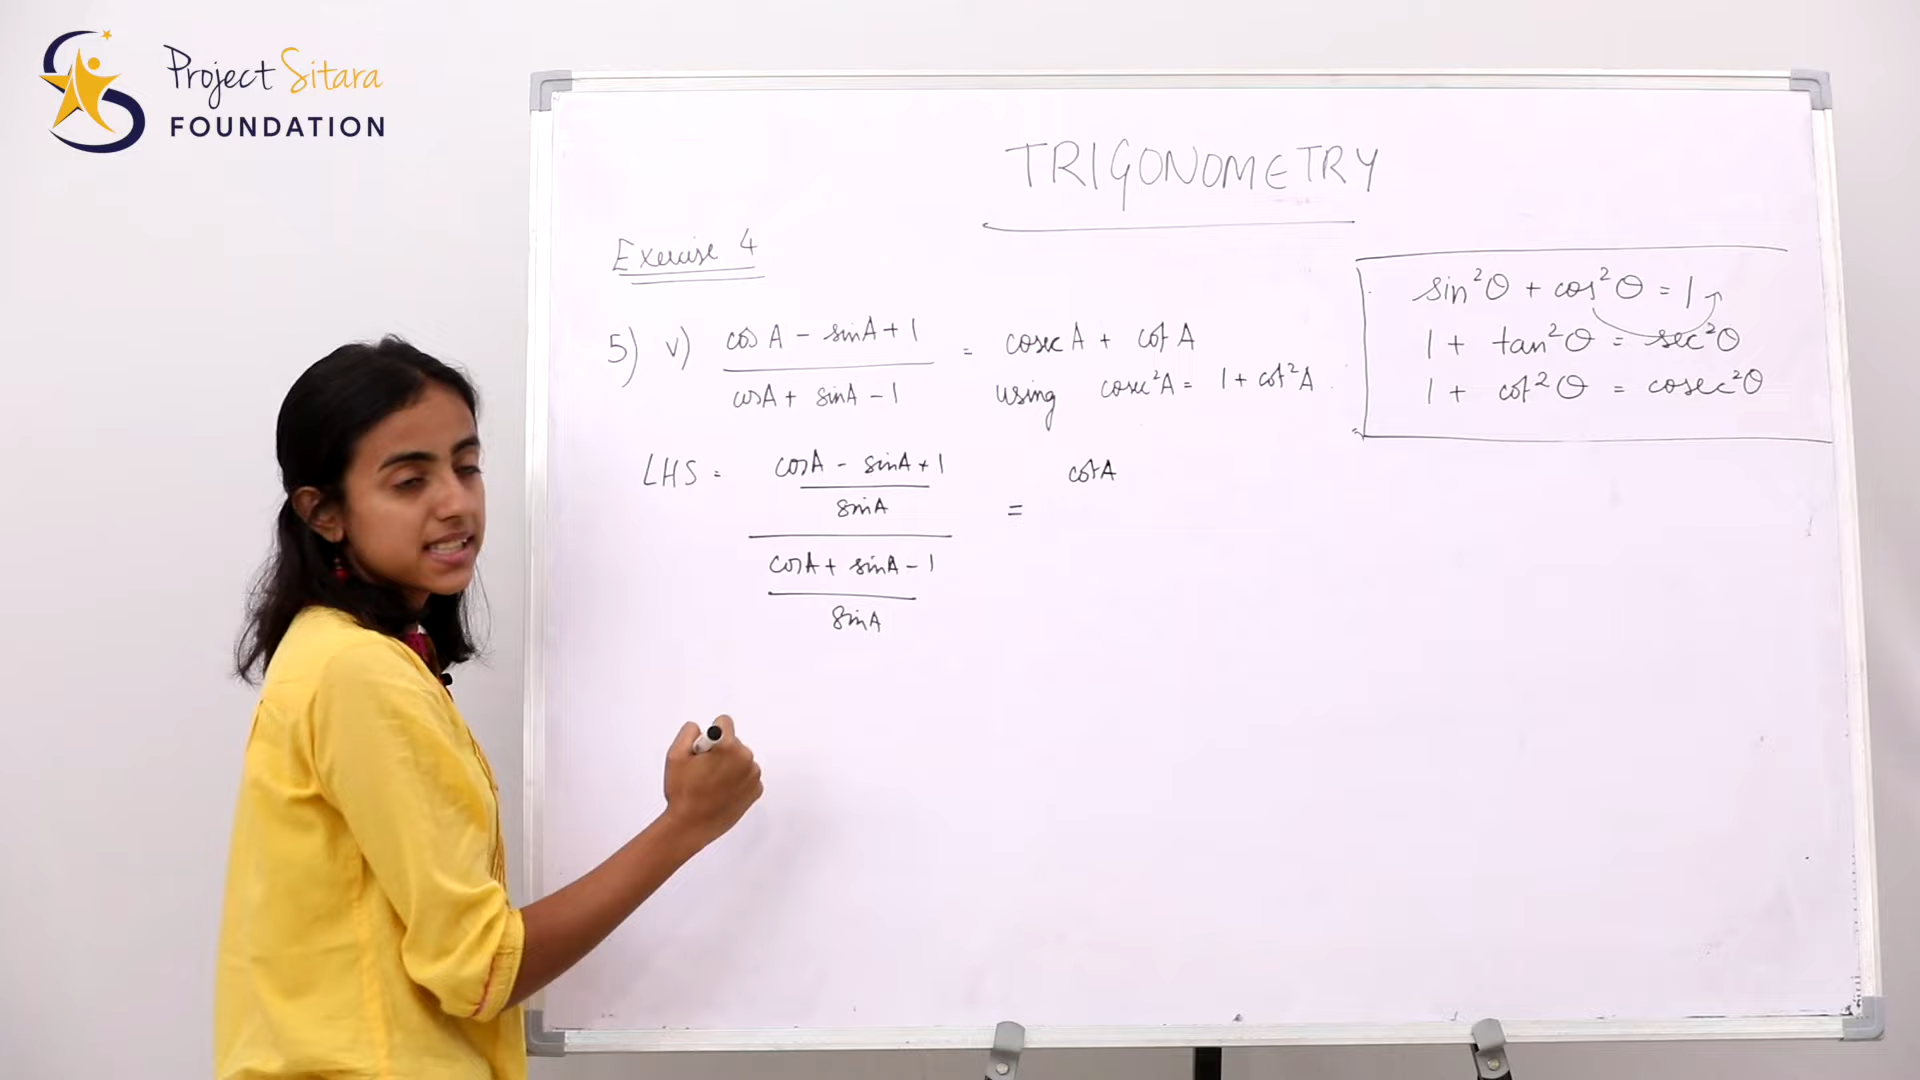 Project Sitara
FOUNDATION
TRIGONOMETRY
Exercise 4
5) v) cos A - sinA + 1 = cosec A + cot A
cosA + sinA - 1
using cosec²A = 1 + cot²A
sin²θ + cos²θ = 1
1 + tan²θ = sec²θ
1 + cot²θ = cosec²θ
LHS = cosA - sinA + 1
sinA
cosA + sinA - 1
sinA
= cotA